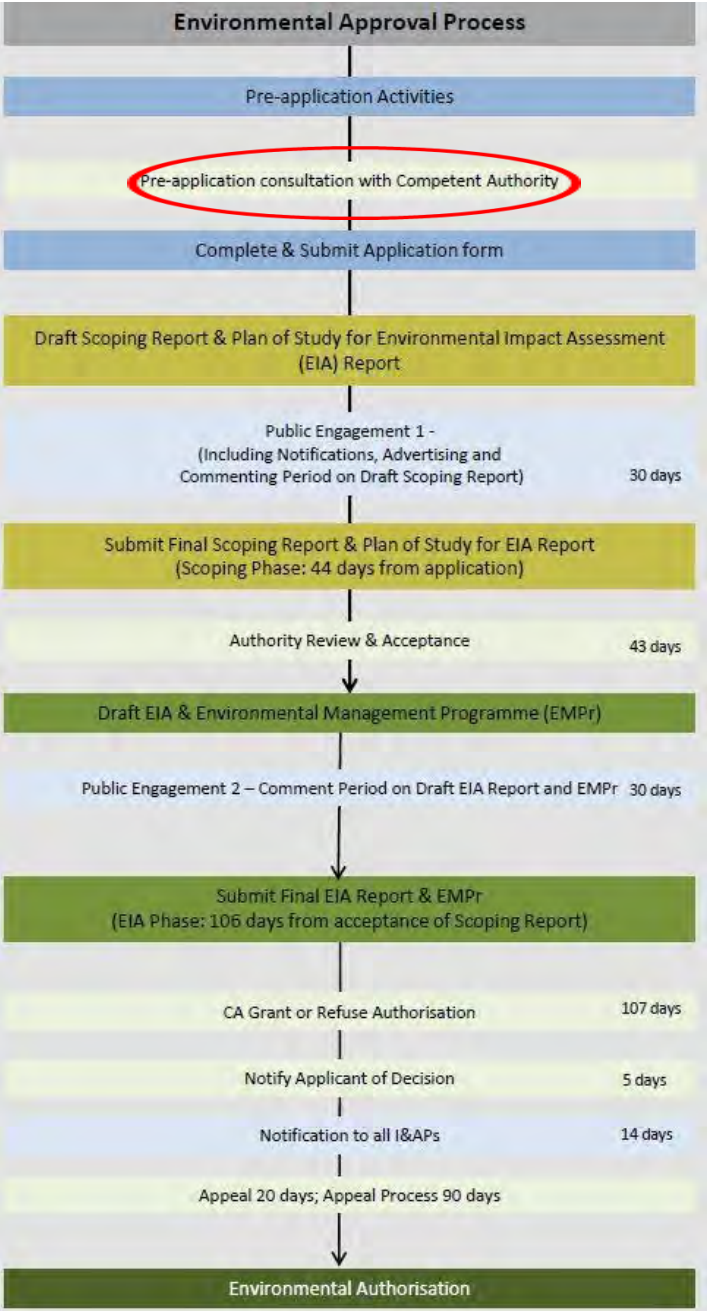 Environmental Approval Process
Pre-application Activities
Pre-application consultation with Competent Authority
Complete & Submit Application form
Draft Scoping Report & Plan of Study for Environmental Impact Assessment
(EIA) Report
Public Engagement 1 -
(Including Notifications, Advertising and
Commenting Period on Draft Scoping Report)
30 days
Submit Final Scoping Report & Plan of Study for EIA Report
(Scoping Phase: 44 days from application)
Authority Review & Acceptance
43 days
Draft EIA & Environmental Management Programme (EMPr)
Public Engagement 2 – Comment Period on Draft EIA Report and EMPr 30 days
Submit Final EIA Report & EMPr
(EIA Phase: 106 days from acceptance of Scoping Report)
CA Grant or Refuse Authorisation
107 days
Notify Applicant of Decision
5 days
Notification to all I&APs
14 days
Appeal 20 days; Appeal Process 90 days
Environmental Authorisation